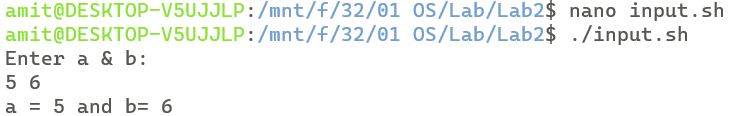 amit@DESKTOP-V5UJJLP:/mnt/f/32/01 OS/Lab/Lab2$ nano input.sh
amit@DESKTOP-V5UJJLP:/mnt/f/32/01 OS/Lab/Lab2$ ./input.sh
Enter a & b:
5 6
a = 5 and b= 6